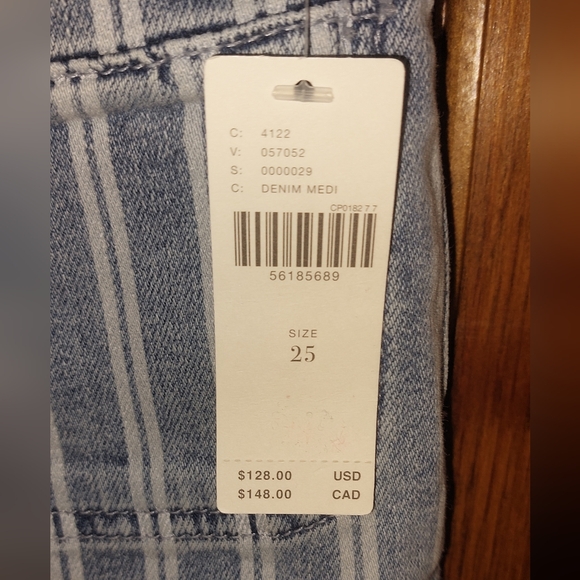 C: 4122
V: 057052
S: 0000029
C: DENIM MEDI
CP0182 7 7
56185689
SIZE
25
$128.00 USD
$148.00 CAD